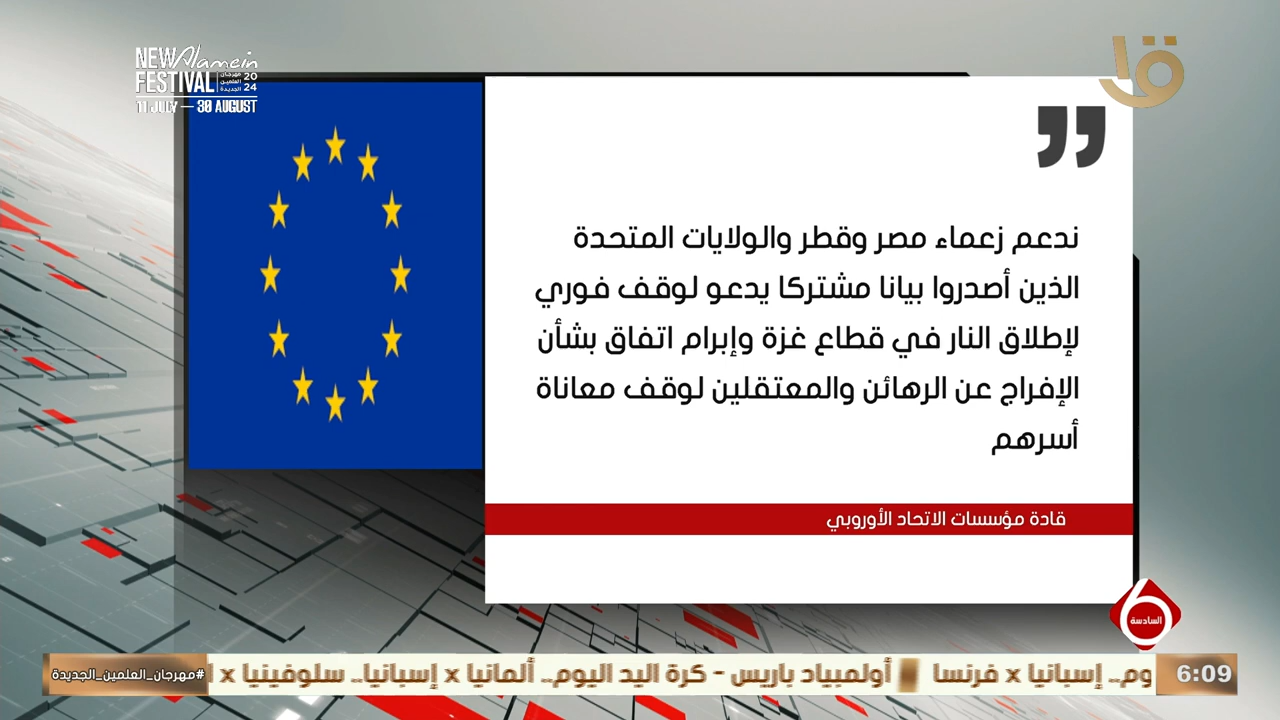 NEW Alamein
FESTIVAL
مهرجان
العلمين
الجديدة
20
24
11 JULY — 30 AUGUST
ندعم زعماء مصر وقطر والولايات المتحدة
الذين أصدروا بيانا مشتركا يدعو لوقف فوري
لإطلاق النار في قطاع غزة وإبرام اتفاق بشأن
الإفراج عن الرهائن والمعتقلين لوقف معاناة
أسرهم
قادة مؤسسات الاتحاد الأوروبي
6
السادسة
6:09
وم.. إسبانيا x فرنسا أولمبياد باريس - كرة اليد اليوم.. ألمانيا x إسبانيا.. سلوفينيا x ا
#مهرجان_العلمين_الجديدة